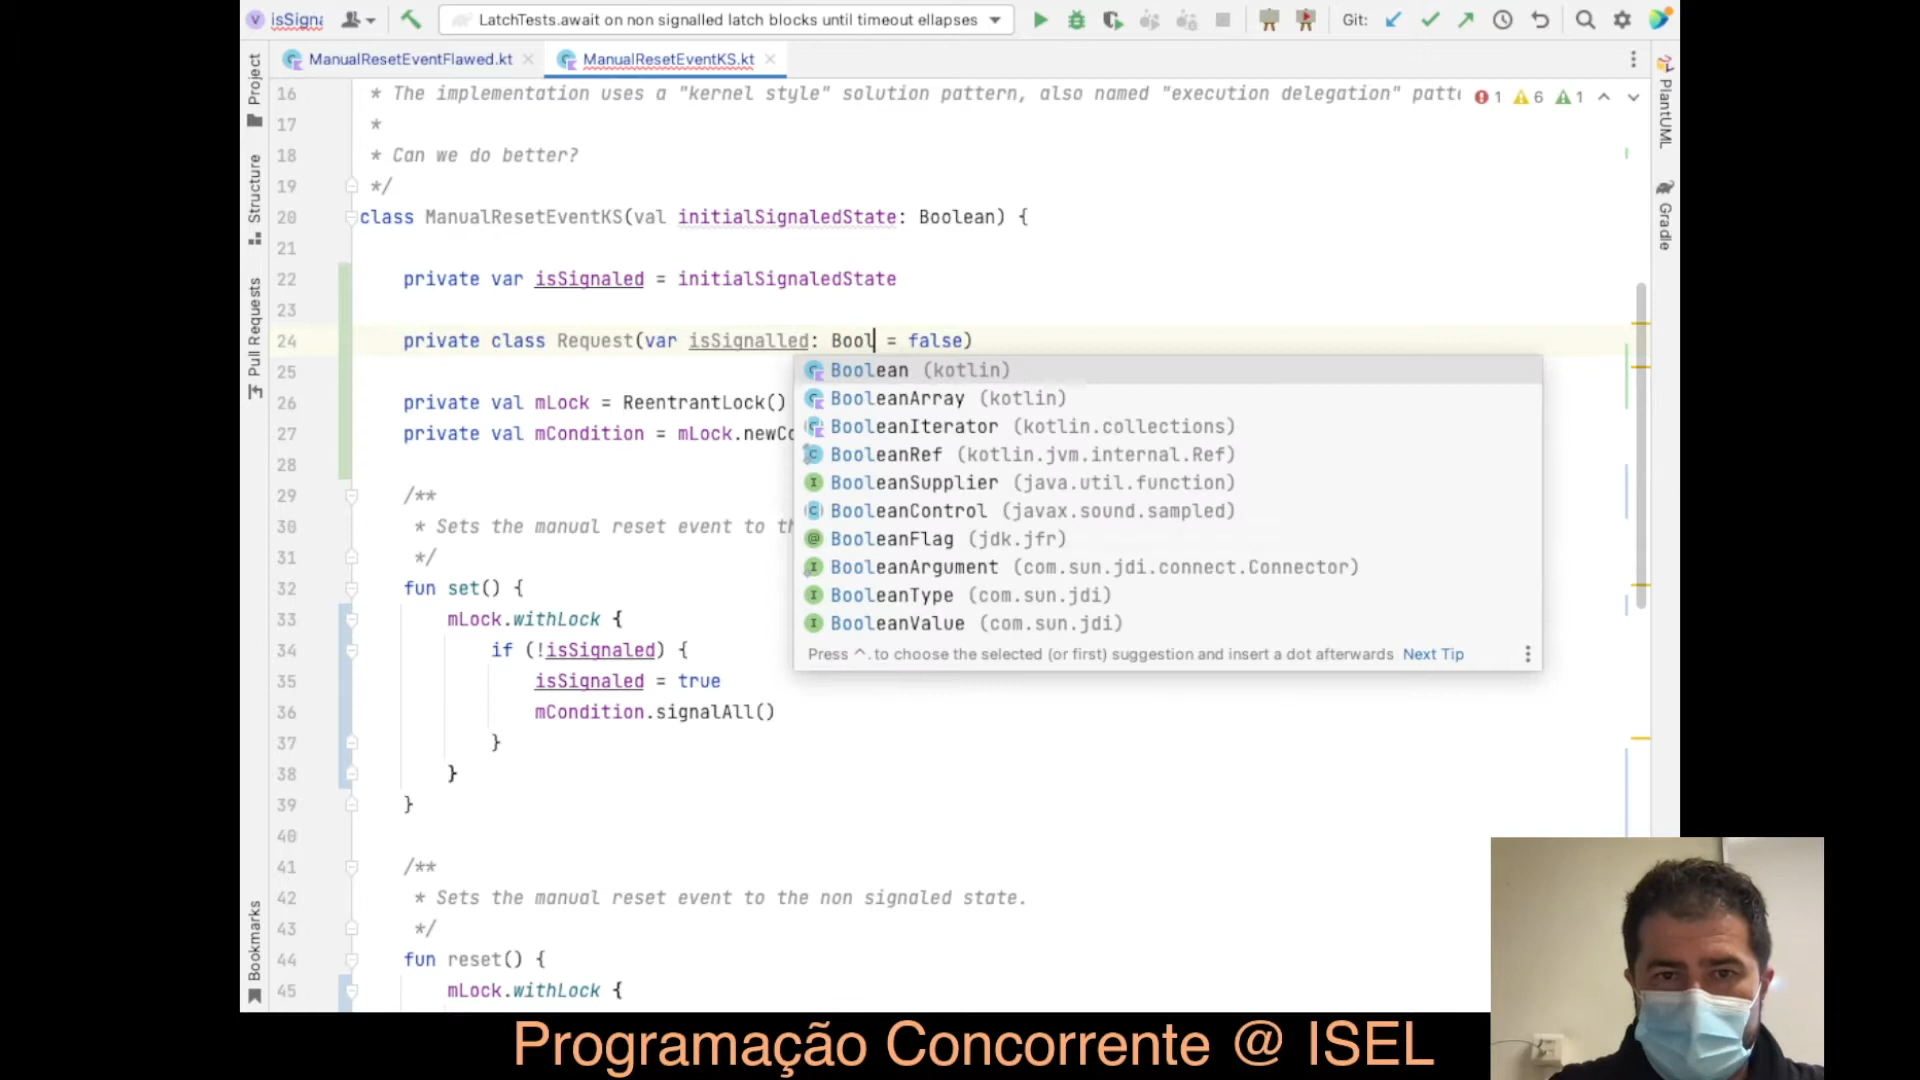 isSigna
LatchTests.await on non signalled latch blocks until timeout ellapses
Git:
ManualResetEventFlawed.kt
ManualResetEventKS.kt
Project
Structure
Pull Requests
Bookmarks
PlantUML
Gradle
1 6 1
16 * The implementation uses a "kernel style" solution pattern, also named "execution delegation" patte
17 *
18 * Can we do better?
19 */
20 class ManualResetEventKS(val initialSignaledState: Boolean) {
21
22 private var isSignaled = initialSignaledState
23
24 private class Request(var isSignalled: Bool = false)
25
26 private val mLock = ReentrantLock()
27 private val mCondition = mLock.newCo
28
29 /**
30 * Sets the manual reset event to th
31 */
32 fun set() {
33 mLock.withLock {
34 if (!isSignaled) {
35 isSignaled = true
36 mCondition.signalAll()
37 }
38 }
39 }
40
41 /**
42 * Sets the manual reset event to the non signaled state.
43 */
44 fun reset() {
45 mLock.withLock {
Boolean (kotlin)
BooleanArray (kotlin)
BooleanIterator (kotlin.collections)
BooleanRef (kotlin.jvm.internal.Ref)
BooleanSupplier (java.util.function)
BooleanControl (javax.sound.sampled)
BooleanFlag (jdk.jfr)
BooleanArgument (com.sun.jdi.connect.Connector)
BooleanType (com.sun.jdi)
BooleanValue (com.sun.jdi)
Press ^. to choose the selected (or first) suggestion and insert a dot afterwards Next Tip
Programação Concorrente @ ISEL